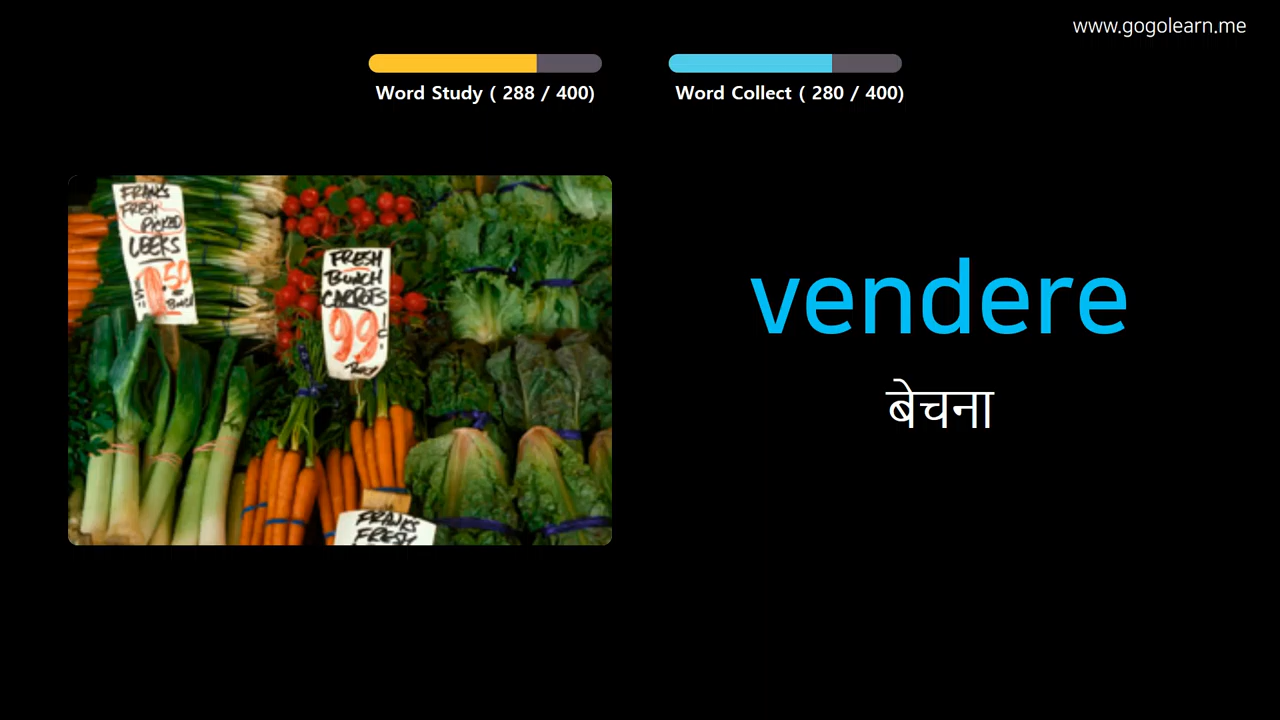 www.gogolearn.me
Word Study ( 288 / 400)
Word Collect ( 280 / 400)
FRANK'S
FRESH
PICKED
LEEKS
FRESH
BUNCH
CARROTS
99
FRANK'S
FRESH
vendere
बेचना